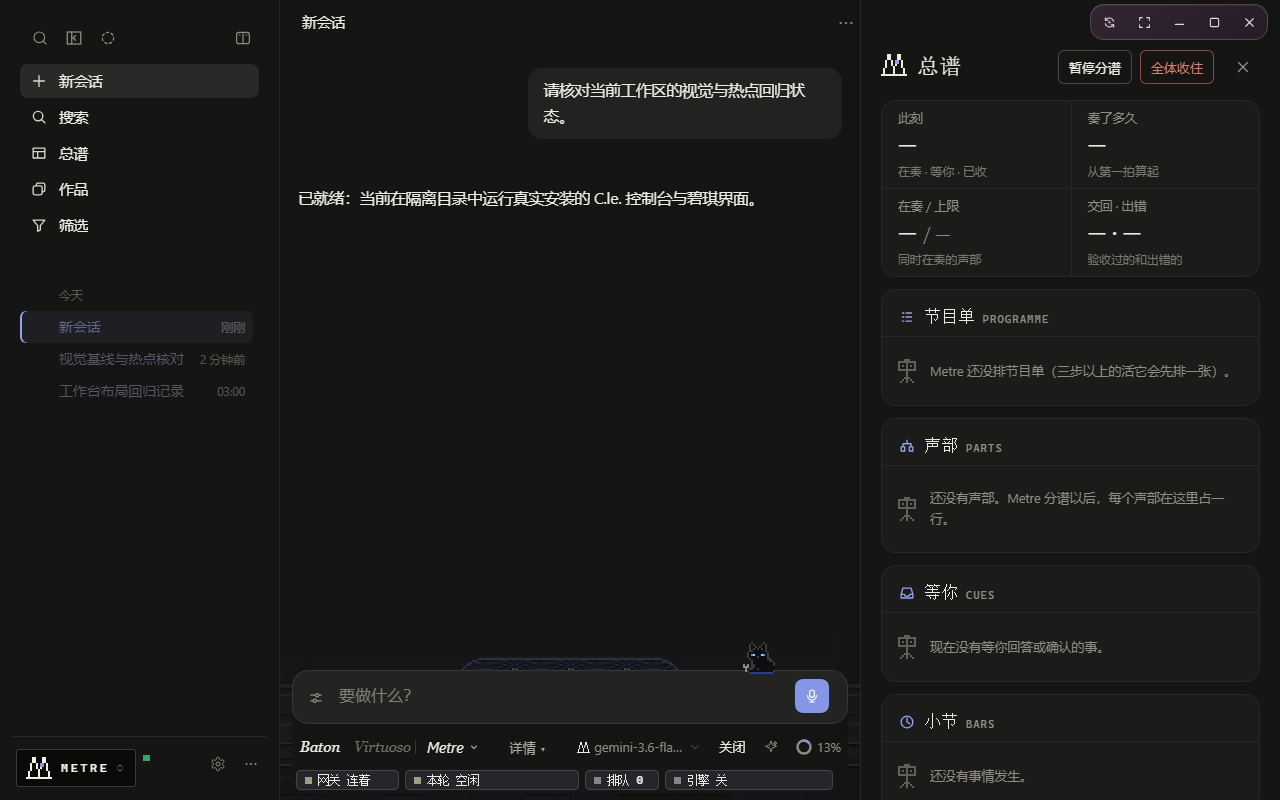 新会话
搜索
总谱
作品
筛选
今天
新会话 刚刚
视觉基线与热点核对 2 分钟前
工作台布局回归记录 03:00
METRE
新会话
请核对当前工作区的视觉与热点回归状
态。
已就绪：当前在隔离目录中运行真实安装的 C.le. 控制台与碧琪界面。
要做什么？
Baton Virtuoso Metre 详情 gemini-3.6-fla... 关闭 13%
网关 连着 本轮 空闲 排队 0 引擎 关
总谱 暂停分谱 全体收住
此刻 奏了多久
— —
在奏 · 等你 · 已收 从第一拍算起
在奏 / 上限 交回 · 出错
— / — — · —
同时在奏的声部 验收过的和出错的
节目单 PROGRAMME
Metre 还没排节目单（三步以上的活它会先排一张）。
声部 PARTS
还没有声部。Metre 分谱以后，每个声部在这里占一
行。
等你 CUES
现在没有等你回答或确认的事。
小节 BARS
还没有事情发生。